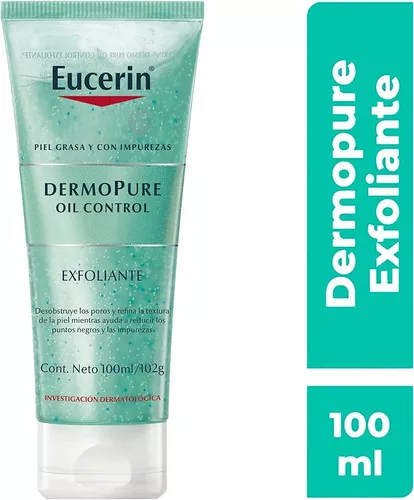 Eucerin®
PIEL GRASA Y CON IMPUREZAS
DERMOPURE
OIL CONTROL
EXFOLIANTE
Desobstruye los poros y refina la textura
de la piel mientras ayuda a reducir los
puntos negros y las impurezas.
Cont. Neto 100ml/102g
INVESTIGACIÓN DERMATOLÓGICA
Dermopure
Exfoliante
100
ml